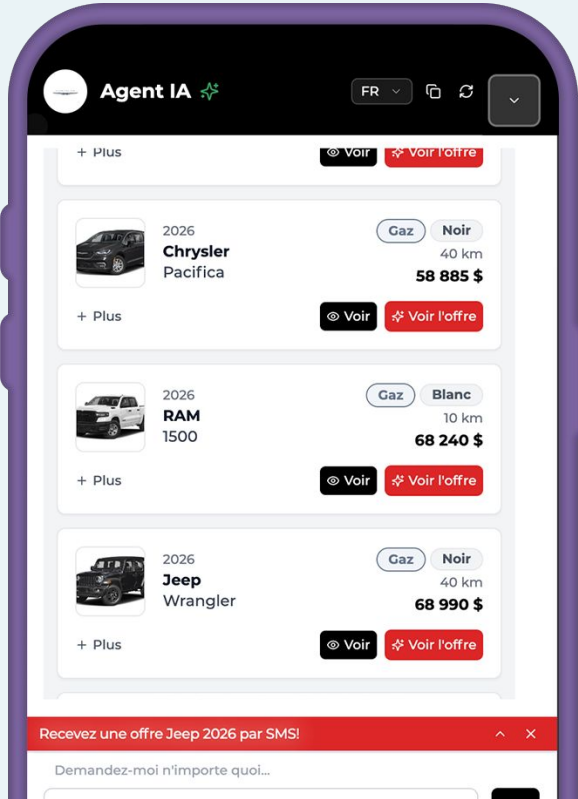 Agent IA
FR
+ Plus
Voir
Voir l'offre
2026
Chrysler
Pacifica
Gaz
Noir
40 km
58 885 $
+ Plus
Voir
Voir l'offre
2026
RAM
1500
Gaz
Blanc
10 km
68 240 $
+ Plus
Voir
Voir l'offre
2026
Jeep
Wrangler
Gaz
Noir
40 km
68 990 $
+ Plus
Voir
Voir l'offre
Recevez une offre Jeep 2026 par SMS!
Demandez-moi n'importe quoi...